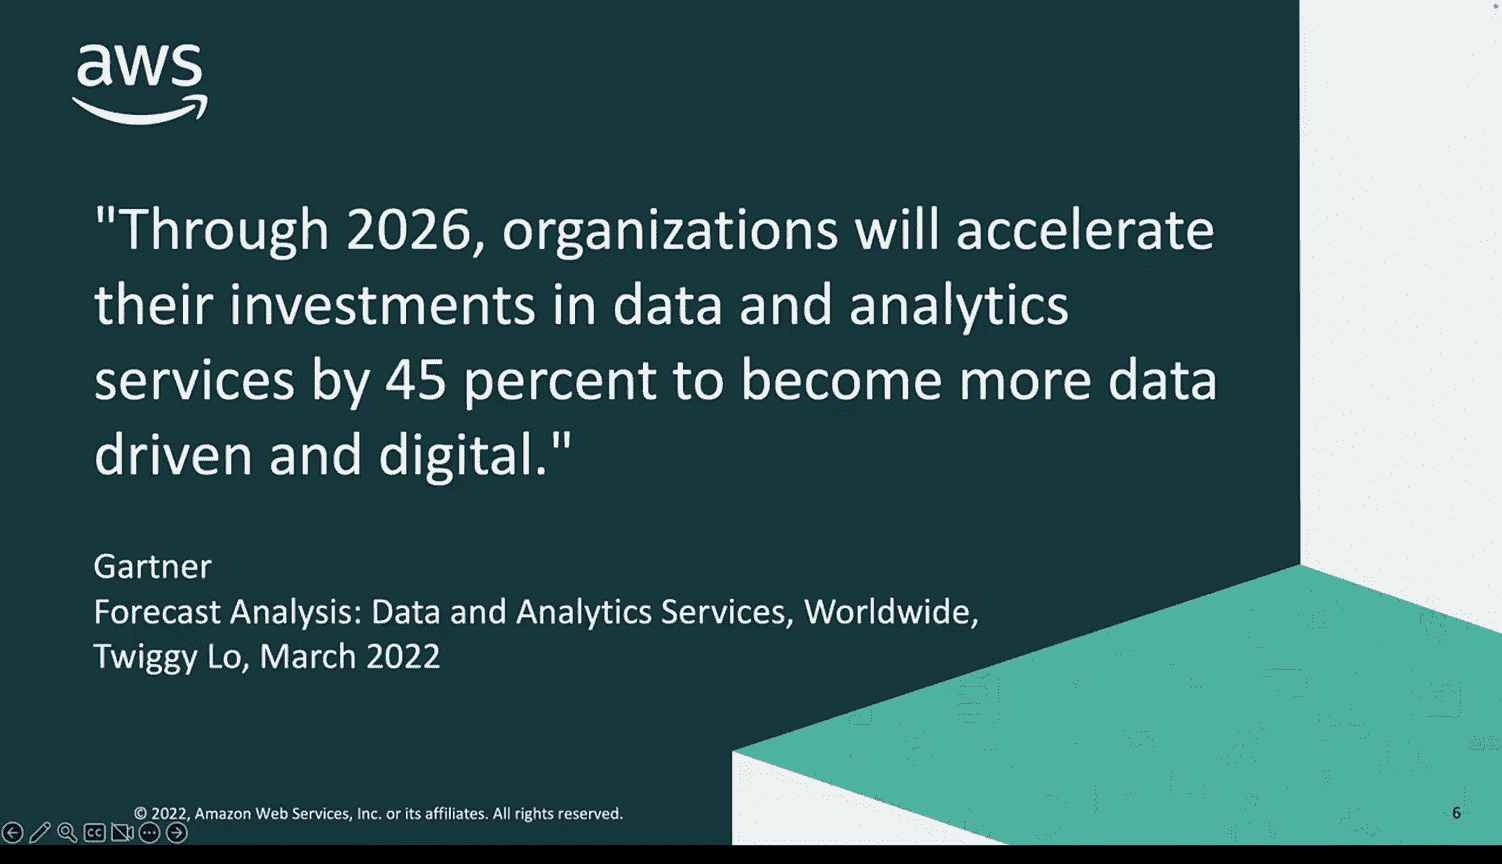 aws
"Through 2026, organizations will accelerate
their investments in data and analytics
services by 45 percent to become more data
driven and digital."
Gartner
Forecast Analysis: Data and Analytics Services, Worldwide,
Twiggy Lo, March 2022
© 2022, Amazon Web Services, Inc. or its affiliates. All rights reserved.
6
CC